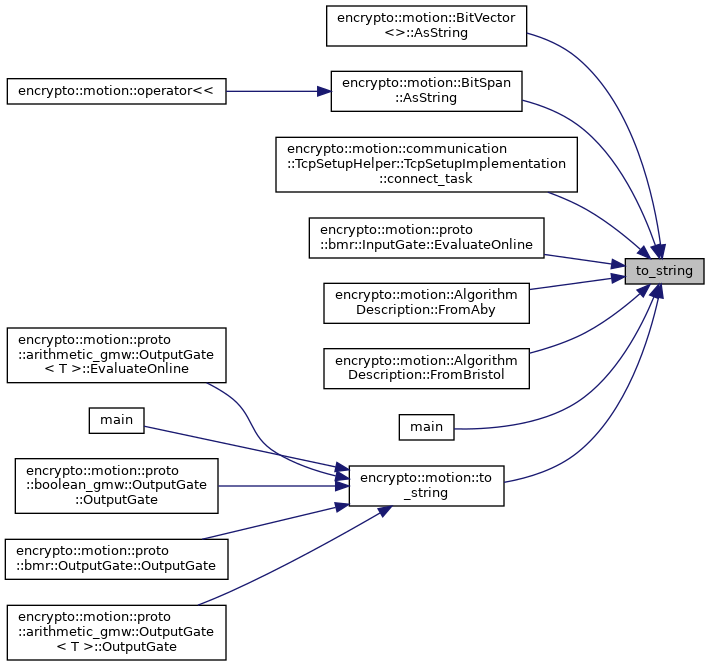 encrypto::motion::BitVector
<>::AsString
encrypto::motion::operator<<
encrypto::motion::BitSpan
::AsString
encrypto::motion::communication
::TcpSetupHelper::TcpSetupImplementation
::connect_task
encrypto::motion::proto
::bmr::InputGate::EvaluateOnline
to_string
encrypto::motion::Algorithm
Description::FromAby
encrypto::motion::proto
::arithmetic_gmw::OutputGate
< T >::EvaluateOnline
encrypto::motion::Algorithm
Description::FromBristol
main
main
encrypto::motion::proto
::boolean_gmw::OutputGate
::OutputGate
encrypto::motion::to
_string
encrypto::motion::proto
::bmr::OutputGate::OutputGate
encrypto::motion::proto
::arithmetic_gmw::OutputGate
< T >::OutputGate